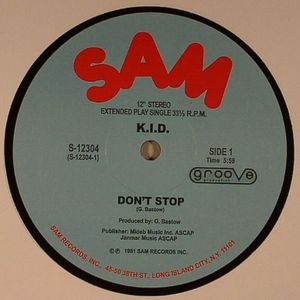 SAM
12" STEREO
EXTENDED PLAY SINGLE 33⅓ R.P.M.
K.I.D.
S-12304
(S-12304-1)
SIDE 1
Time 5:58
groove
production
DON'T STOP
(G. Bastow)
Produced by: G. Bastow
Publisher: Mideb Music Inc. ASCAP
Janmar Music ASCAP
© ℗ 1981 SAM RECORDS INC.
SAM RECORDS, INC. 45-50 38TH ST., LONG ISLAND CITY, N.Y. 11101